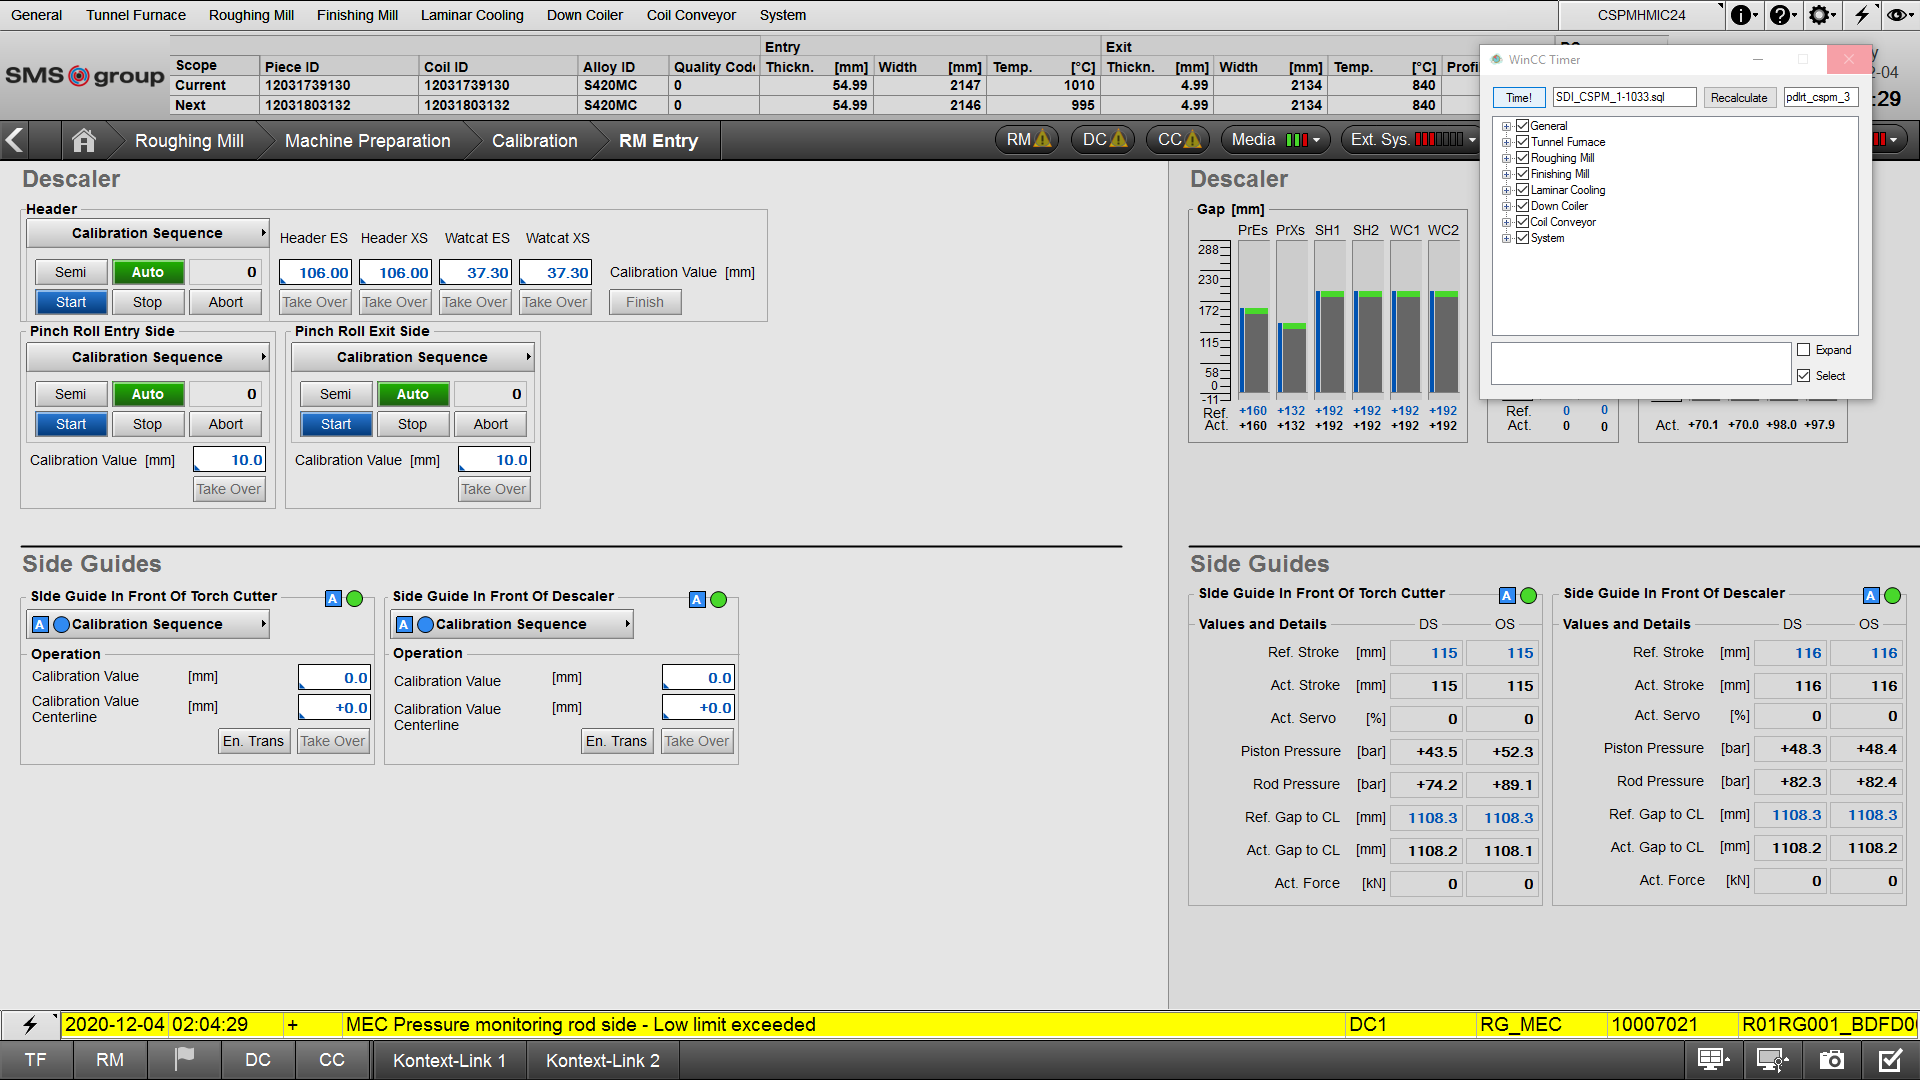 General Tunnel Furnace Roughing Mill Finishing Mill Laminar Cooling Down Coiler Coil Conveyor System CSPMHMIC24
SMS group
Entry Exit
Scope Piece ID Coil ID Alloy ID Quality Code Thickn. [mm] Width [mm] Temp. [°C] Thickn. [mm] Width [mm] Temp. [°C] Profi
Current 12031739130 12031739130 S420MC 0 54.99 2147 1010 4.99 2134 840
Next 12031803132 12031803132 S420MC 0 54.99 2146 995 4.99 2134 840
-04
:29
Roughing Mill Machine Preparation Calibration RM Entry RM DC CC Media Ext. Sys.
WinCC Timer
Time! SDI_CSPM_1-1033.sql Recalculate pdlrt_cspm_3
General
Tunnel Furnace
Roughing Mill
Finishing Mill
Laminar Cooling
Down Coiler
Coil Conveyor
System
Expand
Select
Descaler
Header
Calibration Sequence
Header ES Header XS Watcat ES Watcat XS
Semi Auto 0 106.00 106.00 37.30 37.30 Calibration Value [mm]
Start Stop Abort Take Over Take Over Take Over Take Over Finish
Pinch Roll Entry Side Pinch Roll Exit Side
Calibration Sequence Calibration Sequence
Semi Auto 0 Semi Auto 0
Start Stop Abort Start Stop Abort
Calibration Value [mm] 10.0 Calibration Value [mm] 10.0
Take Over Take Over
Descaler
Gap [mm]
PrEs PrXs SH1 SH2 WC1 WC2
288
230
172
115
58
0
-11
Ref. +160 +132 +192 +192 +192 +192
Act. +160 +132 +192 +192 +192 +192
Ref. 0 0
Act. 0 0
Act. +70.1 +70.0 +98.0 +97.9
Side Guides
SIde Guide In Front Of Torch Cutter A
A Calibration Sequence
Operation
Calibration Value [mm] 0.0
Calibration Value Centerline [mm] +0.0
En. Trans Take Over
Side Guide In Front Of Descaler A
A Calibration Sequence
Operation
Calibration Value [mm] 0.0
Calibration Value Centerline [mm] +0.0
En. Trans Take Over
Side Guides
SIde Guide In Front Of Torch Cutter A
Values and Details DS OS
Ref. Stroke [mm] 115 115
Act. Stroke [mm] 115 115
Act. Servo [%] 0 0
Piston Pressure [bar] +43.5 +52.3
Rod Pressure [bar] +74.2 +89.1
Ref. Gap to CL [mm] 1108.3 1108.3
Act. Gap to CL [mm] 1108.2 1108.1
Act. Force [kN] 0 0
Side Guide In Front Of Descaler A
Values and Details DS OS
Ref. Stroke [mm] 116 116
Act. Stroke [mm] 116 116
Act. Servo [%] 0 0
Piston Pressure [bar] +48.3 +48.4
Rod Pressure [bar] +82.3 +82.4
Ref. Gap to CL [mm] 1108.3 1108.3
Act. Gap to CL [mm] 1108.2 1108.2
Act. Force [kN] 0 0
2020-12-04 02:04:29 + MEC Pressure monitoring rod side - Low limit exceeded DC1 RG_MEC 10007021 R01RG001_BDFD0
TF RM DC CC Kontext-Link 1 Kontext-Link 2